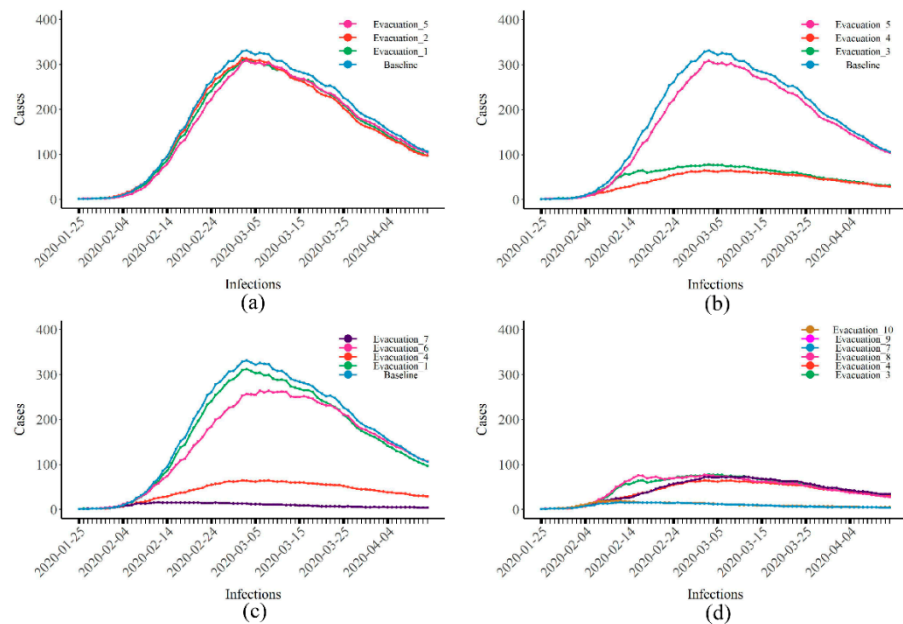 400
300
200
100
0
Cases
Evacuation_5
Evacuation_2
Evacuation_1
Baseline
2020-01-25
2020-02-04
2020-02-14
2020-02-24
2020-03-05
2020-03-15
2020-03-25
2020-04-04
Infections
(a)
400
300
200
100
0
Cases
Evacuation_5
Evacuation_4
Evacuation_3
Baseline
2020-01-25
2020-02-04
2020-02-14
2020-02-24
2020-03-05
2020-03-15
2020-03-25
2020-04-04
Infections
(b)
400
300
200
100
0
Cases
Evacuation_7
Evacuation_6
Evacuation_4
Evacuation_1
Baseline
2020-01-25
2020-02-04
2020-02-14
2020-02-24
2020-03-05
2020-03-15
2020-03-25
2020-04-04
Infections
(c)
400
300
200
100
0
Cases
Evacuation_10
Evacuation_9
Evacuation_7
Evacuation_8
Evacuation_4
Evacuation_3
2020-01-25
2020-02-04
2020-02-14
2020-02-24
2020-03-05
2020-03-15
2020-03-25
2020-04-04
Infections
(d)